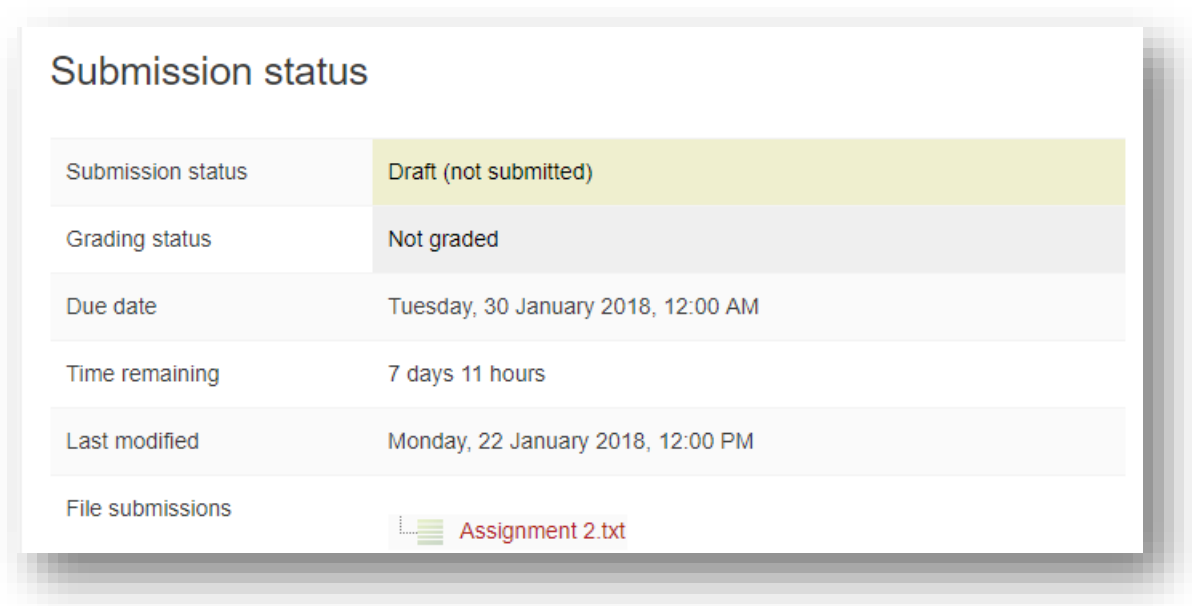 Submission status
Submission status Draft (not submitted)
Grading status Not graded
Due date Tuesday, 30 January 2018, 12:00 AM
Time remaining 7 days 11 hours
Last modified Monday, 22 January 2018, 12:00 PM
File submissions
Assignment 2.txt